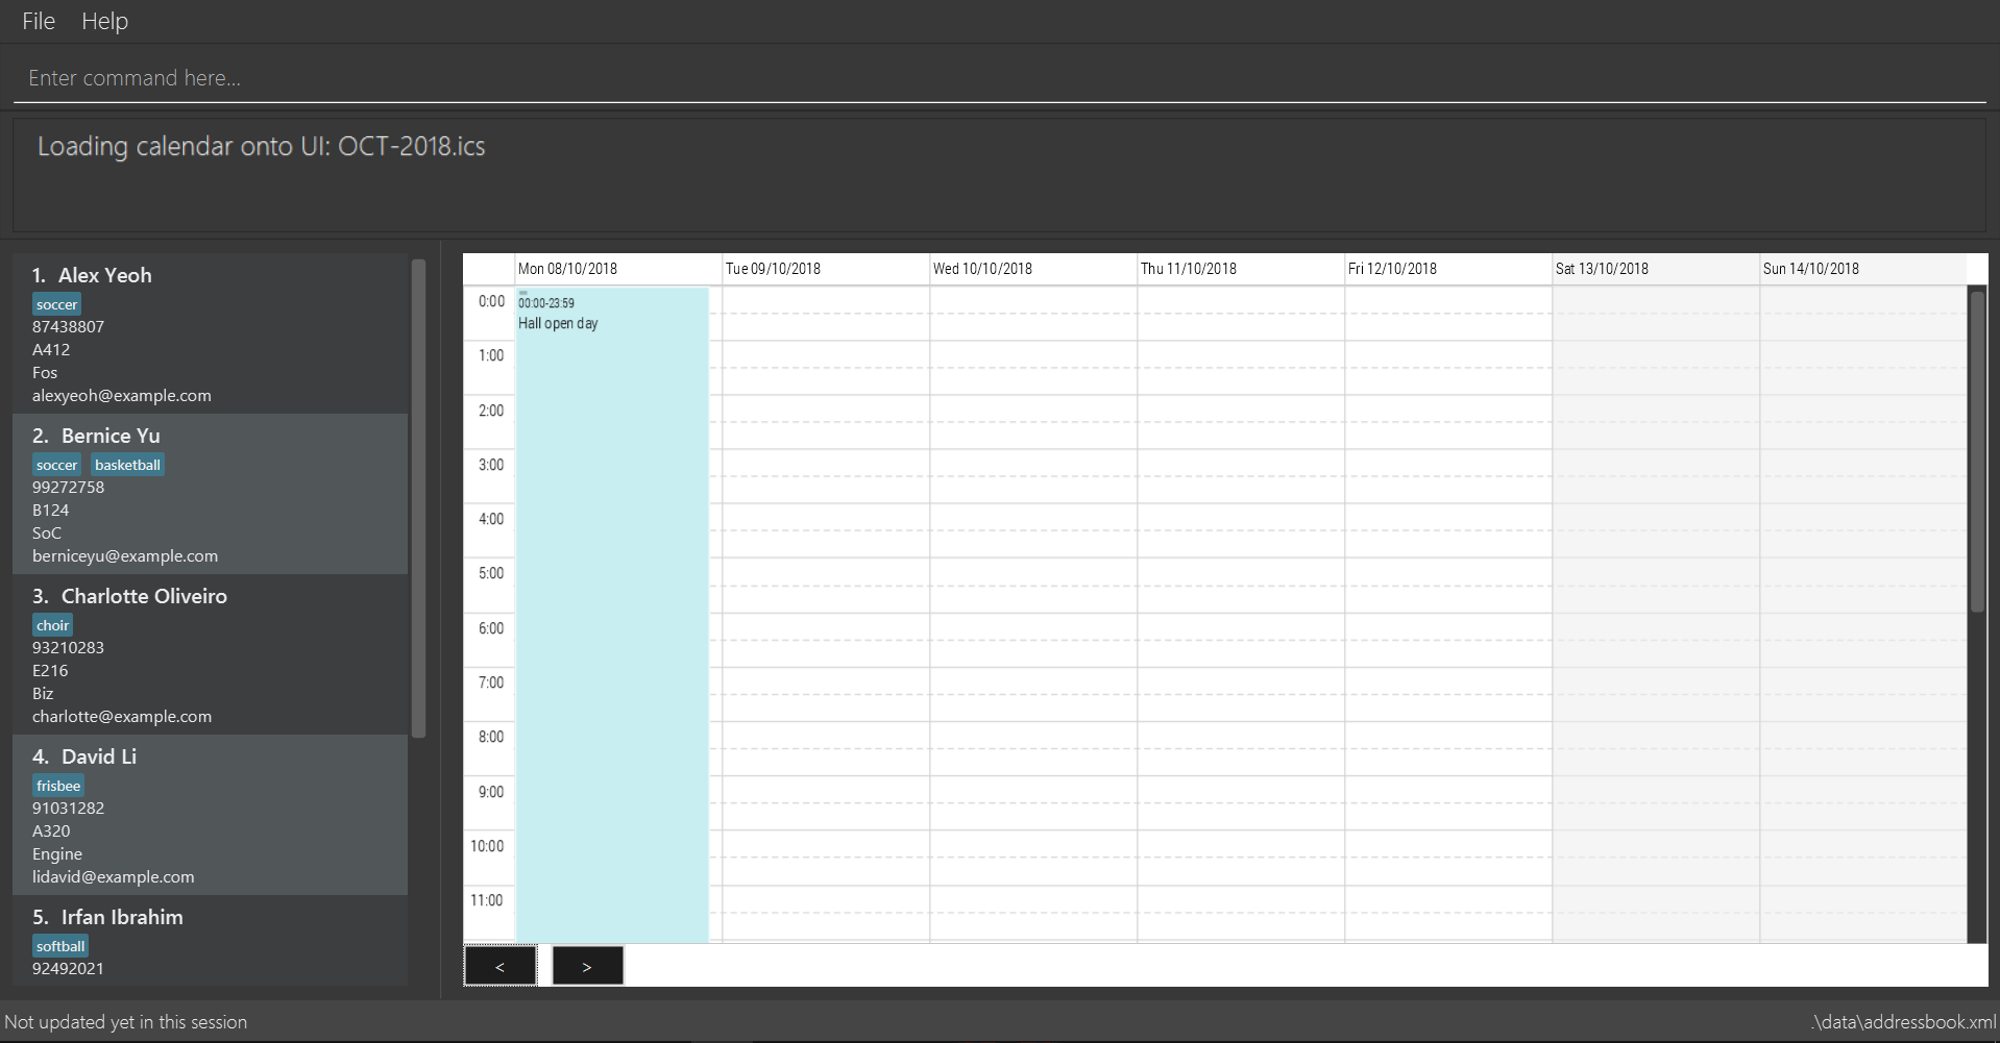 File Help
Enter command here...
Loading calendar onto UI: OCT-2018.ics
1. Alex Yeoh
soccer
87438807
A412
Fos
alexyeoh@example.com
2. Bernice Yu
soccer basketball
99272758
B124
SoC
berniceyu@example.com
3. Charlotte Oliveiro
choir
93210283
E216
Biz
charlotte@example.com
4. David Li
frisbee
91031282
A320
Engine
lidavid@example.com
5. Irfan Ibrahim
softball
92492021
Mon 08/10/2018 Tue 09/10/2018 Wed 10/10/2018 Thu 11/10/2018 Fri 12/10/2018 Sat 13/10/2018 Sun 14/10/2018
0:00
00:00-23:59
Hall open day
1:00
2:00
3:00
4:00
5:00
6:00
7:00
8:00
9:00
10:00
11:00
< >
Not updated yet in this session
.\data\addressbook.xml